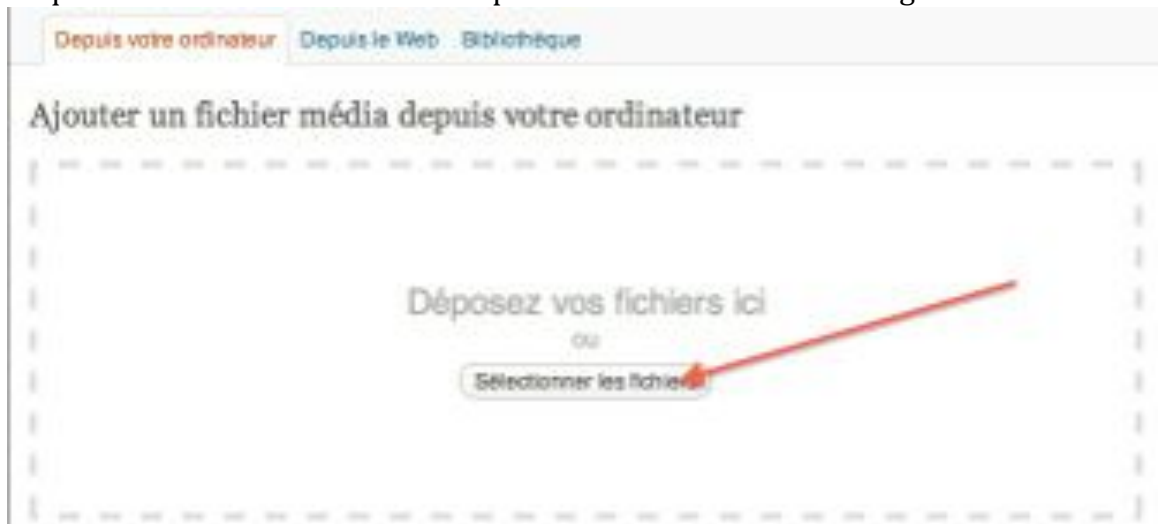 Depuis votre ordinateur Depuis le Web Bibliothèque
Ajouter un fichier média depuis votre ordinateur
Déposez vos fichiers ici
ou
Sélectionner les fichiers